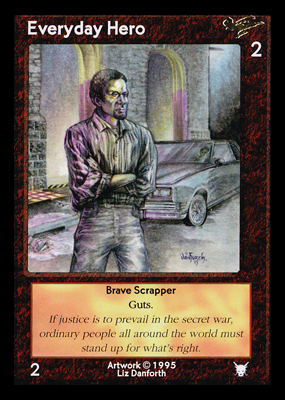 Everyday Hero
2
Brave Scrapper
Guts.
If justice is to prevail in the secret war,
ordinary people all around the world must
stand up for what's right.
2
Artwork © 1995
Liz Danforth